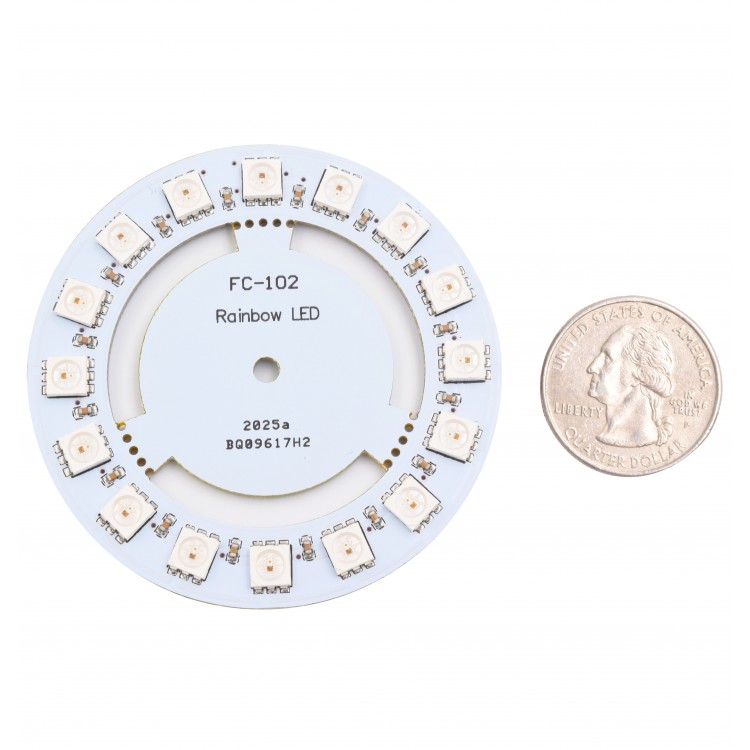 FC-102
Rainbow LED
2025a
BQ09617H2
UNITED STATES OF AMERICA
LIBERTY
IN
GOD WE
TRUST
P
QUARTER DOLLAR